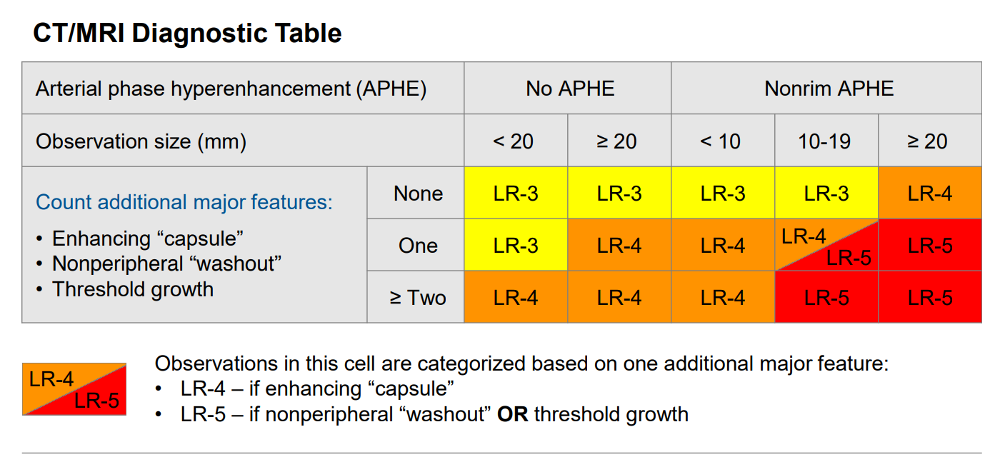 CT/MRI Diagnostic Table
Arterial phase hyperenhancement (APHE) No APHE Nonrim APHE
Observation size (mm) < 20 ≥ 20 < 10 10-19 ≥ 20
Count additional major features:
• Enhancing “capsule”
• Nonperipheral “washout”
• Threshold growth
None LR-3 LR-3 LR-3 LR-3 LR-4
One LR-3 LR-4 LR-4 LR-4 LR-5 LR-5
≥ Two LR-4 LR-4 LR-4 LR-5 LR-5
LR-4
LR-5
Observations in this cell are categorized based on one additional major feature:
• LR-4 – if enhancing “capsule”
• LR-5 – if nonperipheral “washout” OR threshold growth